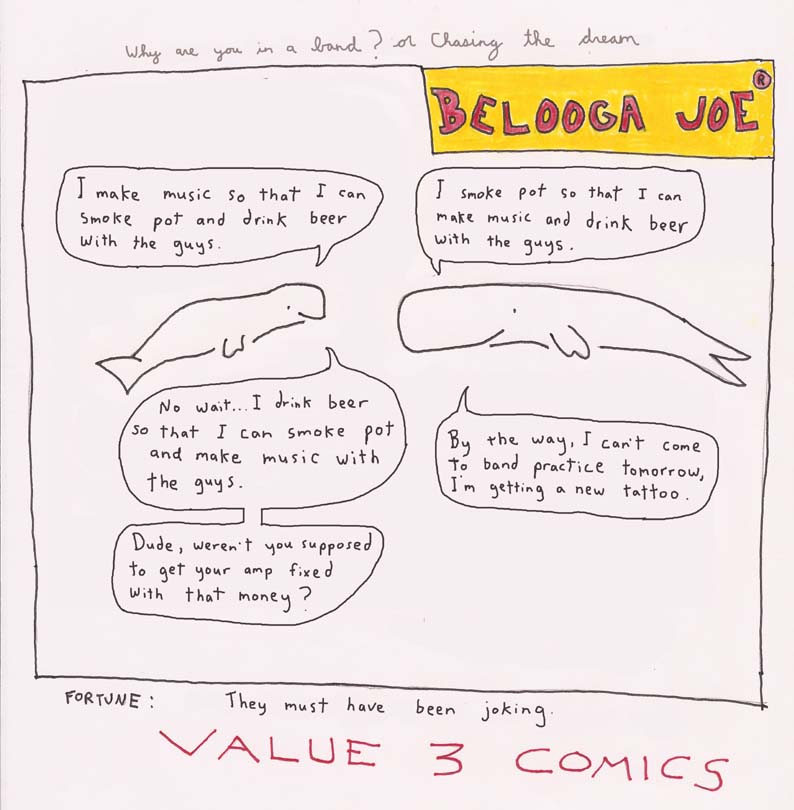 Why are you in a band? or Chasing the dream
BELOOGA JOE®
I make music so that I can
smoke pot and drink beer
with the guys.
I smoke pot so that I can
make music and drink beer
with the guys.
No wait... I drink beer
so that I can smoke pot
and make music with
the guys.
By the way, I can't come
to band practice tomorrow,
I'm getting a new tattoo.
Dude, weren't you supposed
to get your amp fixed
with that money?
FORTUNE: They must have been joking.
VALUE 3 COMICS